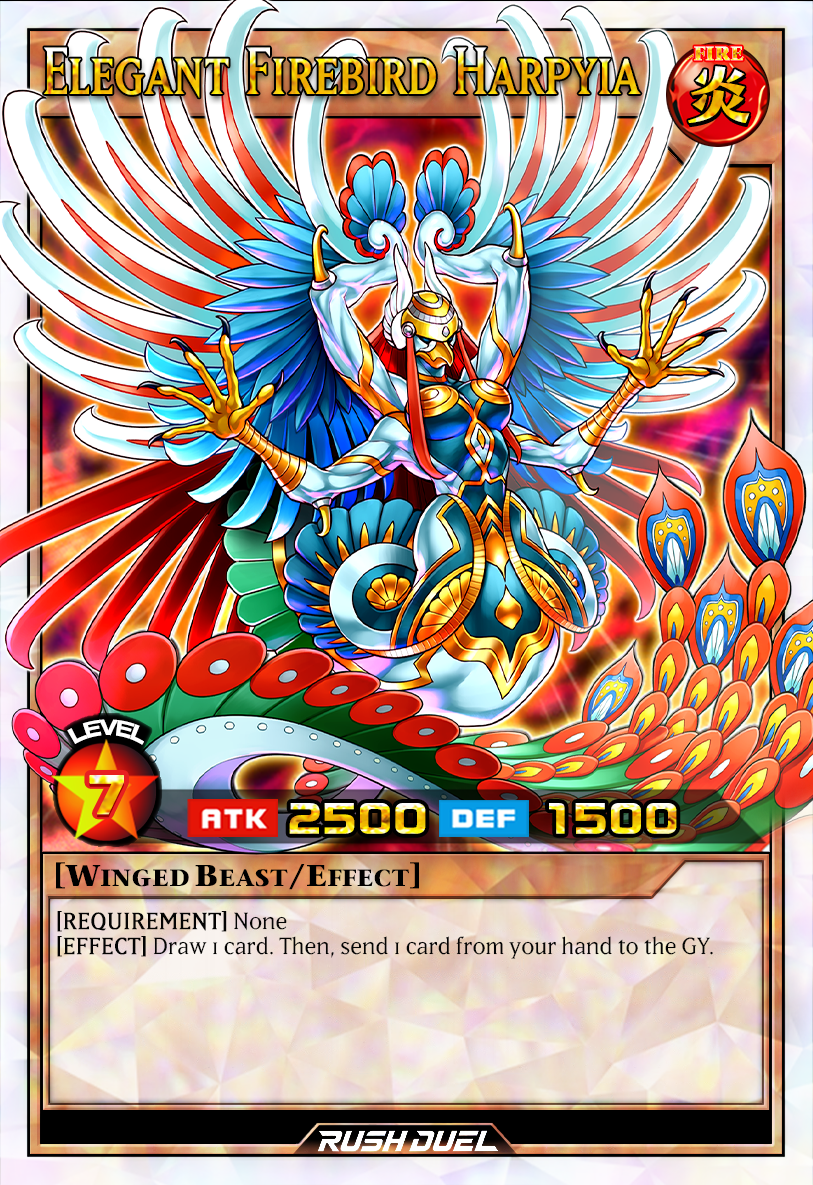 Elegant Firebird Harpyia
FIRE
炎
LEVEL
7
ATK 2500 DEF 1500
[Winged Beast/Effect]
[REQUIREMENT] None
[EFFECT] Draw 1 card. Then, send 1 card from your hand to the GY.
RUSH DUEL